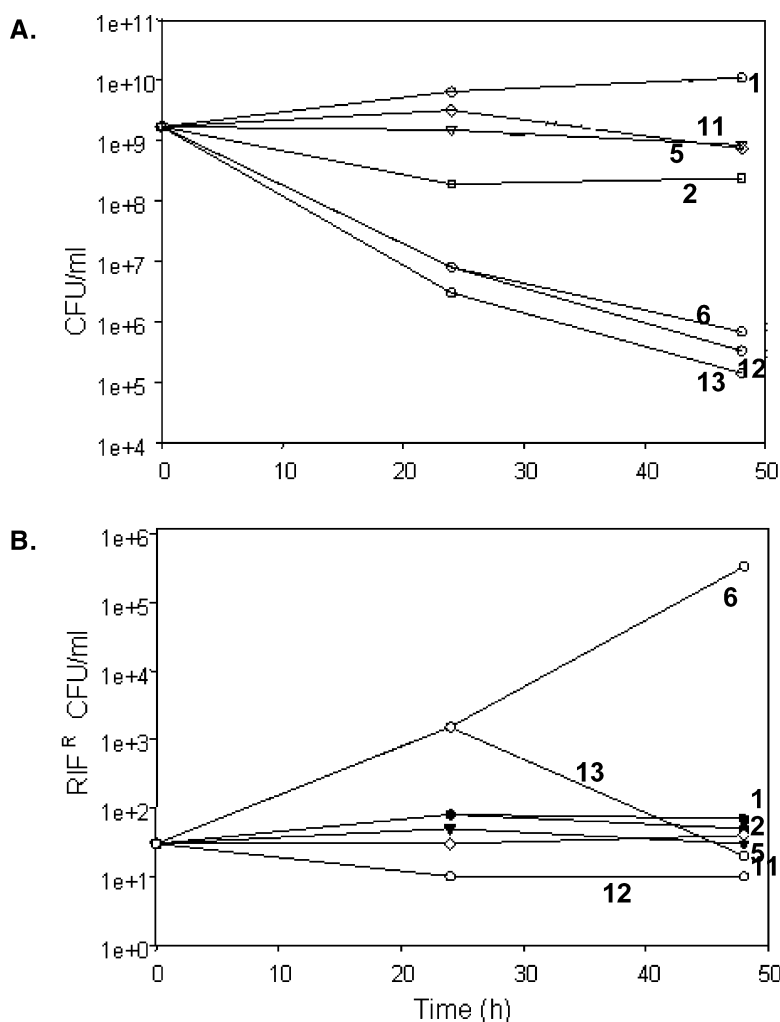 A.
1e+11
1e+10
1e+9
1e+8
1e+7
1e+6
1e+5
1e+4
CFU/ml
1
11
5
2
6
12
13
0 10 20 30 40 50
B.
1e+6
1e+5
1e+4
1e+3
1e+2
1e+1
1e+0
RIF R CFU/ml
6
13
1
2
5
11
12
0 10 20 30 40 50
Time (h)